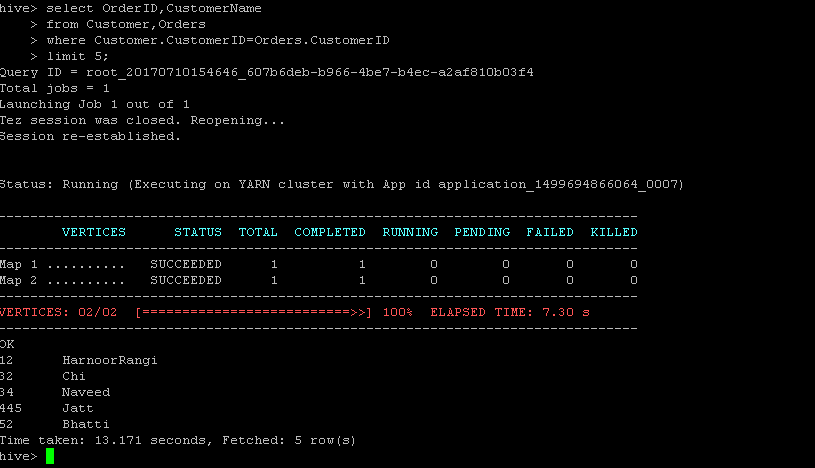 hive> select OrderID,CustomerName
    > from Customer,Orders
    > where Customer.CustomerID=Orders.CustomerID
    > limit 5;
Query ID = root_20170710154646_607b6deb-b966-4be7-b4ec-a2af810b03f4
Total jobs = 1
Launching Job 1 out of 1
Tez session was closed. Reopening...
Session re-established.
Status: Running (Executing on YARN cluster with App id application_1499694866064_0007)
--------------------------------------------------------------------------------
        VERTICES      STATUS  TOTAL  COMPLETED  RUNNING  PENDING  FAILED  KILLED
--------------------------------------------------------------------------------
Map 1 ..........   SUCCEEDED      1          1        0        0       0       0
Map 2 ..........   SUCCEEDED      1          1        0        0       0       0
--------------------------------------------------------------------------------
VERTICES: 02/02  [==========================>>] 100%  ELAPSED TIME: 7.30 s
--------------------------------------------------------------------------------
OK
12      HarnoorRangi
32      Chi
34      Naveed
445     Jatt
52      Bhatti
Time taken: 13.171 seconds, Fetched: 5 row(s)
hive>